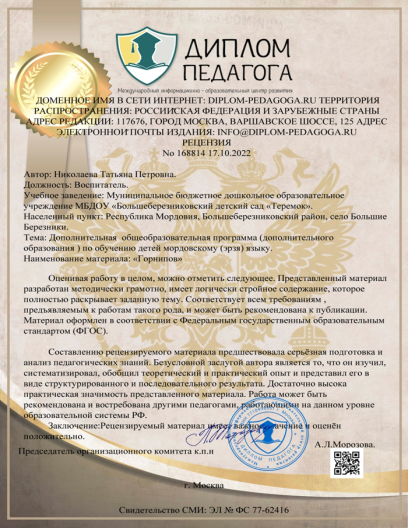 ДИПЛОМ
ПЕДАГОГА
Международный информационно - образовательный центр развития
ДОМЕННОЕ ИМЯ В СЕТИ ИНТЕРНЕТ: DIPLOM-PEDAGOGA.RU ТЕРРИТОРИЯ
РАСПРОСТРАНЕНИЯ: РОССИЙСКАЯ ФЕДЕРАЦИЯ И ЗАРУБЕЖНЫЕ СТРАНЫ
АДРЕС РЕДАКЦИИ: 117676, ГОРОД МОСКВА, ВАРШАВСКОЕ ШОССЕ, 125 АДРЕС
ЭЛЕКТРОННОЙ ПОЧТЫ ИЗДАНИЯ: INFO@DIPLOM-PEDAGOGA.RU
РЕЦЕНЗИЯ
No 168814 17.10.2022
Автор: Николаева Татьяна Петровна.
Должность: Воспитатель.
Учебное заведение: Муниципальное бюджетное дошкольное образовательное
учреждение МБДОУ «Большеберезниковский детский сад «Теремок».
Населенный пункт: Республика Мордовия, Большеберезниковский район, село Большие
Березники.
Тема: Дополнительная общеобразовательная программа (дополнительного
образования ) по обучению детей мордовскому (эрзя) языку.
Наименование материала: «Горнипов»
Оценивая работу в целом, можно отметить следующее. Представленный материал
разработан методически грамотно, имеет логически стройное содержание, которое
полностью раскрывает заданную тему. Соответствует всем требованиям ,
предъявляемым к работам такого рода, и может быть рекомендована к публикации.
Материал оформлен в соответствии с Федеральным государственным образовательным
стандартом (ФГОС).
Составлению рецензируемого материала предшествовала серьёзная подготовка и
анализ педагогических знаний. Безусловной заслугой автора является то, что он изучил,
систематизировал, обобщил теоретический и практический опыт и представил его в
виде структурированного и последовательного результата. Достаточно высока
практическая значимость представленного материала. Работа может быть
рекомендована и востребована другими педагогами, работающими на данном уровне
образовательной системы РФ.
Заключение:Рецензируемый материал имеет важное значение и оценён
положительно.
А.Л.Морозова.
Председатель организационного комитета к.п.н
г. Москва
Свидетельство СМИ: ЭЛ № ФС 77-62416